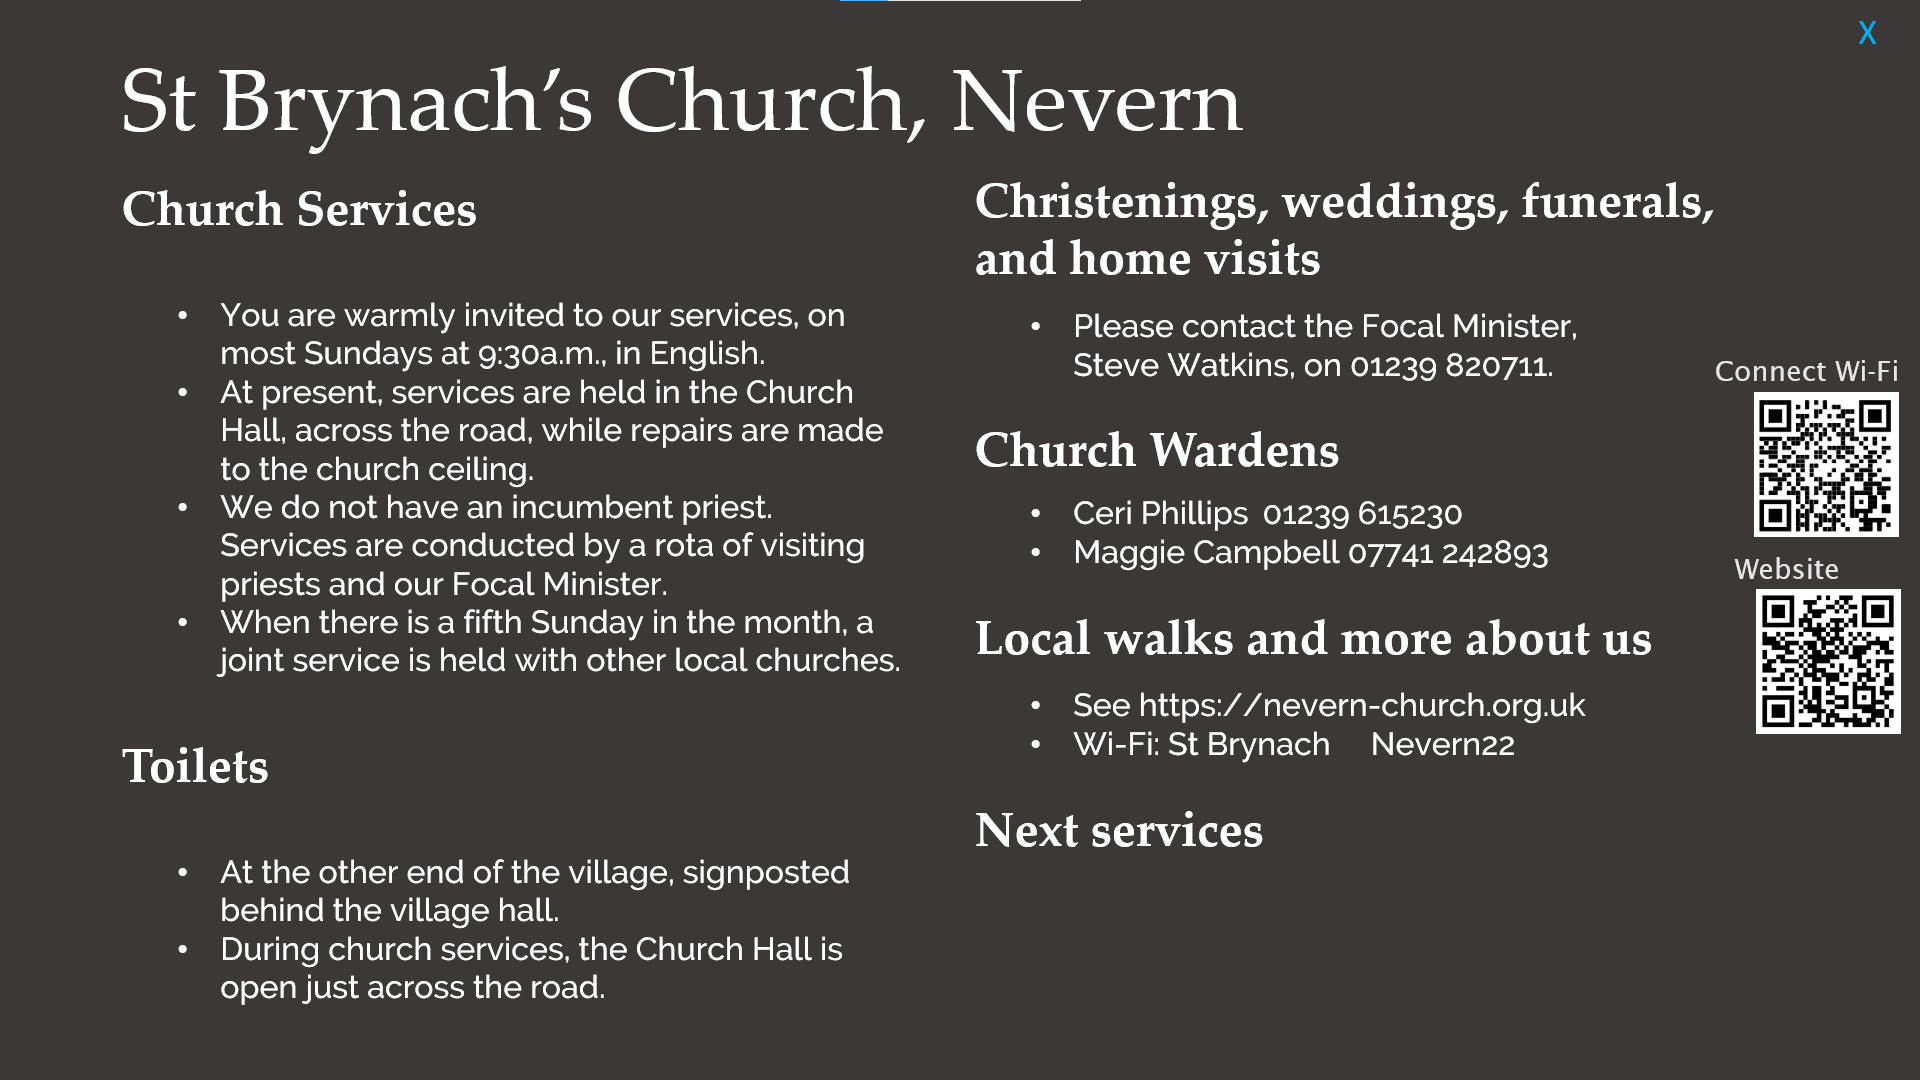 X
St Brynach’s Church, Nevern
Church Services
• You are warmly invited to our services, on
most Sundays at 9:30a.m., in English.
• At present, services are held in the Church
Hall, across the road, while repairs are made
to the church ceiling.
• We do not have an incumbent priest.
Services are conducted by a rota of visiting
priests and our Focal Minister.
• When there is a fifth Sunday in the month, a
joint service is held with other local churches.
Toilets
• At the other end of the village, signposted
behind the village hall.
• During church services, the Church Hall is
open just across the road.
Christenings, weddings, funerals,
and home visits
• Please contact the Focal Minister,
Steve Watkins, on 01239 820711.
Church Wardens
• Ceri Phillips 01239 615230
• Maggie Campbell 07741 242893
Local walks and more about us
• See https://nevern-church.org.uk
• Wi-Fi: St Brynach Nevern22
Next services
Connect Wi-Fi
Website